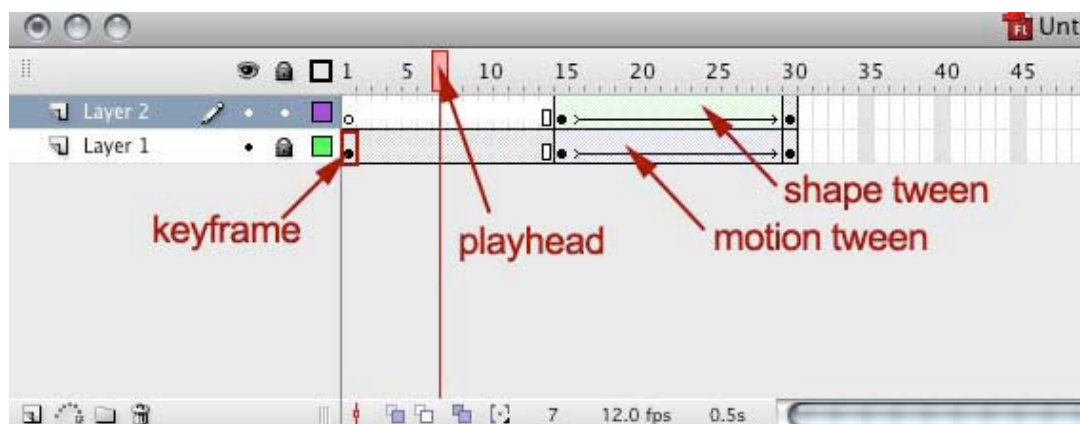 FL Unt
1 5 10 15 20 25 30 35 40 45
Layer 2
Layer 1
shape tween
keyframe
playhead
motion tween
7 12.0 fps 0.5s